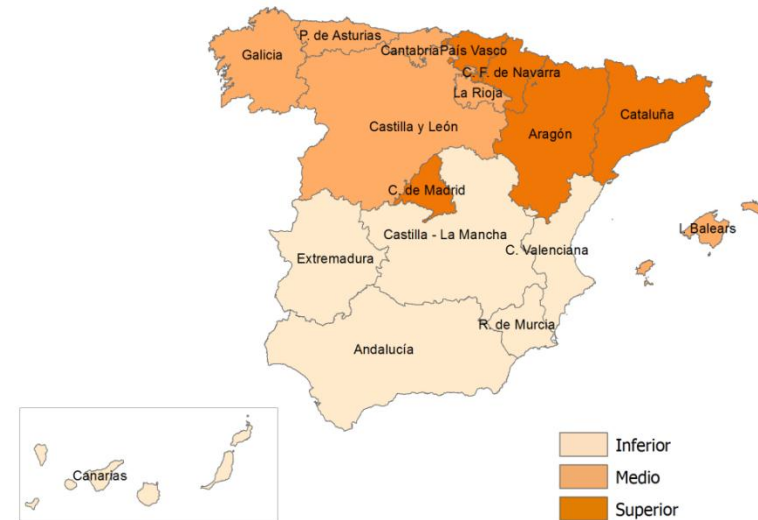 P. de Asturias
Galicia
Cantabria
País Vasco
C. F. de Navarra
La Rioja
Cataluña
Castilla y León
Aragón
C. de Madrid
I. Balears
Castilla - La Mancha
C. Valenciana
Extremadura
R. de Murcia
Andalucía
Canarias
Inferior
Medio
Superior